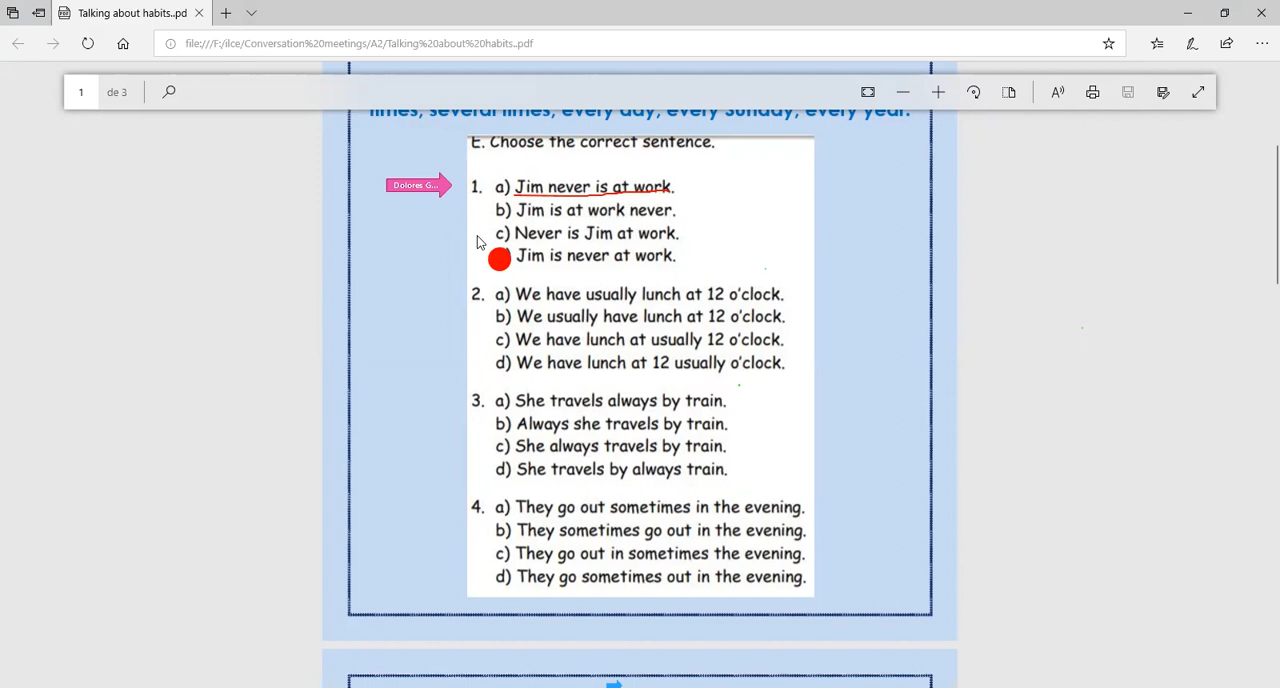 Talking about habits..pd
file:///F:/ilce/Conversation%20meetings/A2/Talking%20about%20habits..pdf
1 de 3
times, several times, every day, every Sunday, every year.
E. Choose the correct sentence.
Dolores G...
1. a) Jim never is at work.
b) Jim is at work never.
c) Never is Jim at work.
) Jim is never at work.
2. a) We have usually lunch at 12 o'clock.
b) We usually have lunch at 12 o'clock.
c) We have lunch at usually 12 o'clock.
d) We have lunch at 12 usually o'clock.
3. a) She travels always by train.
b) Always she travels by train.
c) She always travels by train.
d) She travels by always train.
4. a) They go out sometimes in the evening.
b) They sometimes go out in the evening.
c) They go out in sometimes the evening.
d) They go sometimes out in the evening.